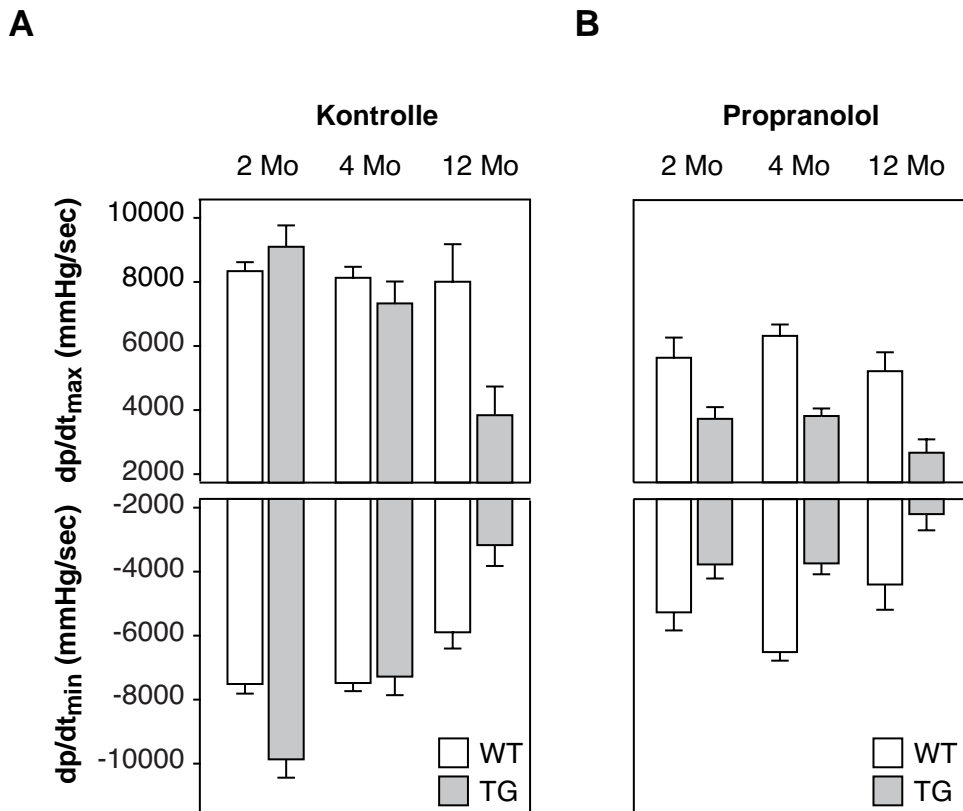 A
B
Kontrolle
2 Mo 4 Mo 12 Mo
Propranolol
2 Mo 4 Mo 12 Mo
dp/dtmax (mmHg/sec)
10000
8000
6000
4000
2000
dp/dtmin (mmHg/sec)
-2000
-4000
-6000
-8000
-10000
WT
TG
WT
TG